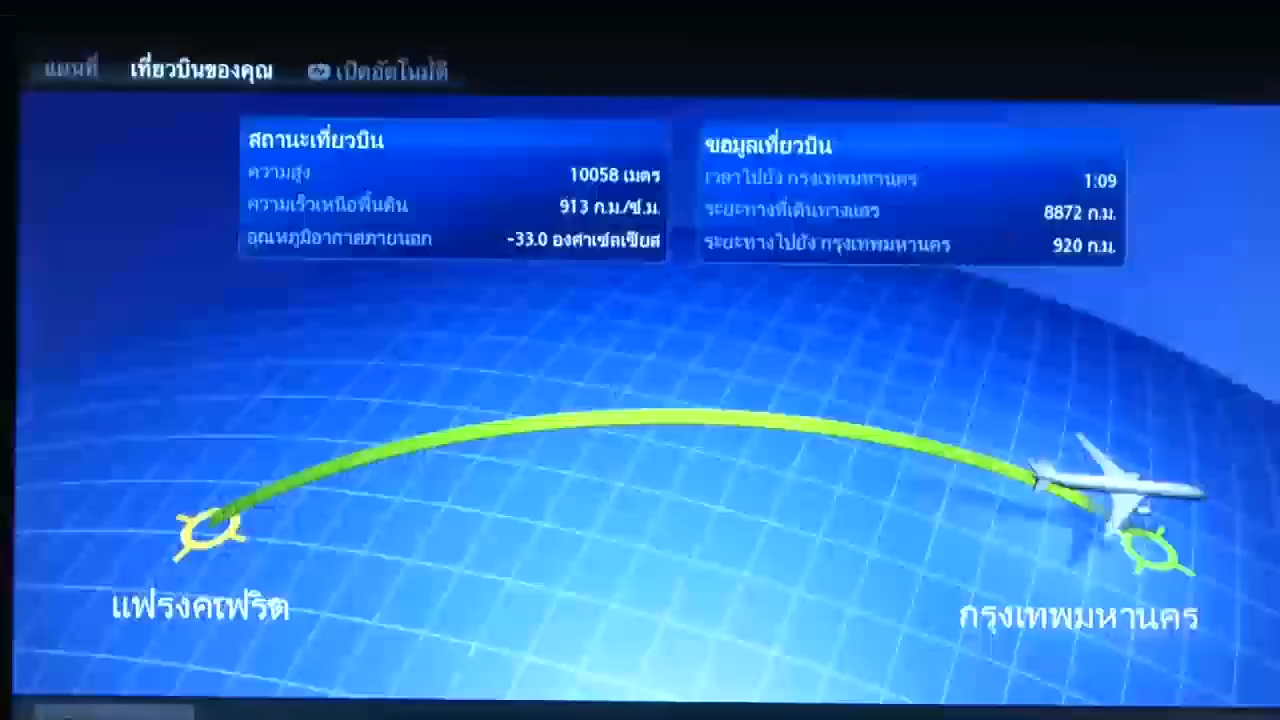 แผนที่ เที่ยวบินของคุณ เปิดอัตโนมัติ
สถานะเที่ยวบิน
ความสูง 10058 เมตร
ความเร็วเหนือพื้นดิน 913 ก.ม./ช.ม.
อุณหภูมิอากาศภายนอก -33.0 องศาเซลเซียส
ข้อมูลเที่ยวบิน
เวลาไปยัง กรุงเทพมหานคร 1:09
ระยะทางที่เดินทางแล้ว 8872 ก.ม.
ระยะทางไปยัง กรุงเทพมหานคร 920 ก.ม.
แฟรงคเฟริต
กรุงเทพมหานคร